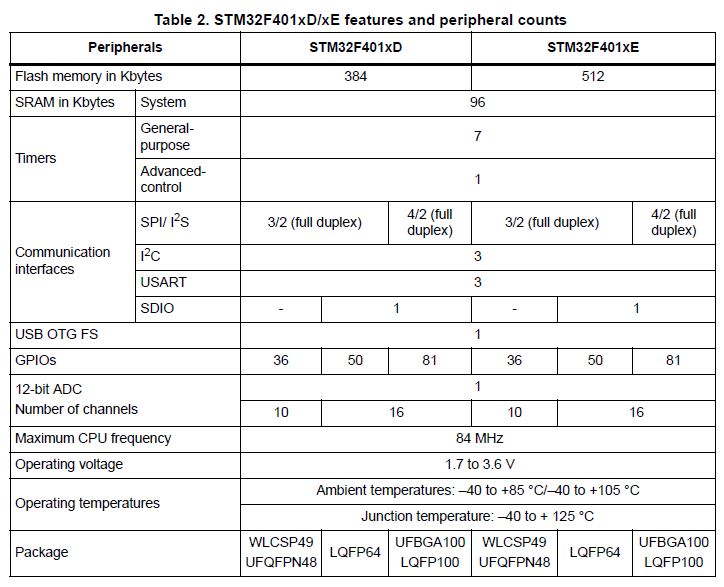 Table 2. STM32F401xD/xE features and peripheral counts
Peripherals STM32F401xD STM32F401xE
Flash memory in Kbytes 384 512
SRAM in Kbytes System 96
Timers
General-
purpose
7
Advanced-
control
1
Communication
interfaces
SPI/ I2S 3/2 (full duplex) 4/2 (full
duplex) 3/2 (full duplex) 4/2 (full
duplex)
I2C 3
USART 3
SDIO - 1 - 1
USB OTG FS 1
GPIOs 36 50 81 36 50 81
12-bit ADC
Number of channels
1
10 16 10 16
Maximum CPU frequency 84 MHz
Operating voltage 1.7 to 3.6 V
Operating temperatures
Ambient temperatures: –40 to +85 °C/–40 to +105 °C
Junction temperature: –40 to + 125 °C
Package
WLCSP49
UFQFPN48
LQFP64
UFBGA100
LQFP100
WLCSP49
UFQFPN48
LQFP64
UFBGA100
LQFP100